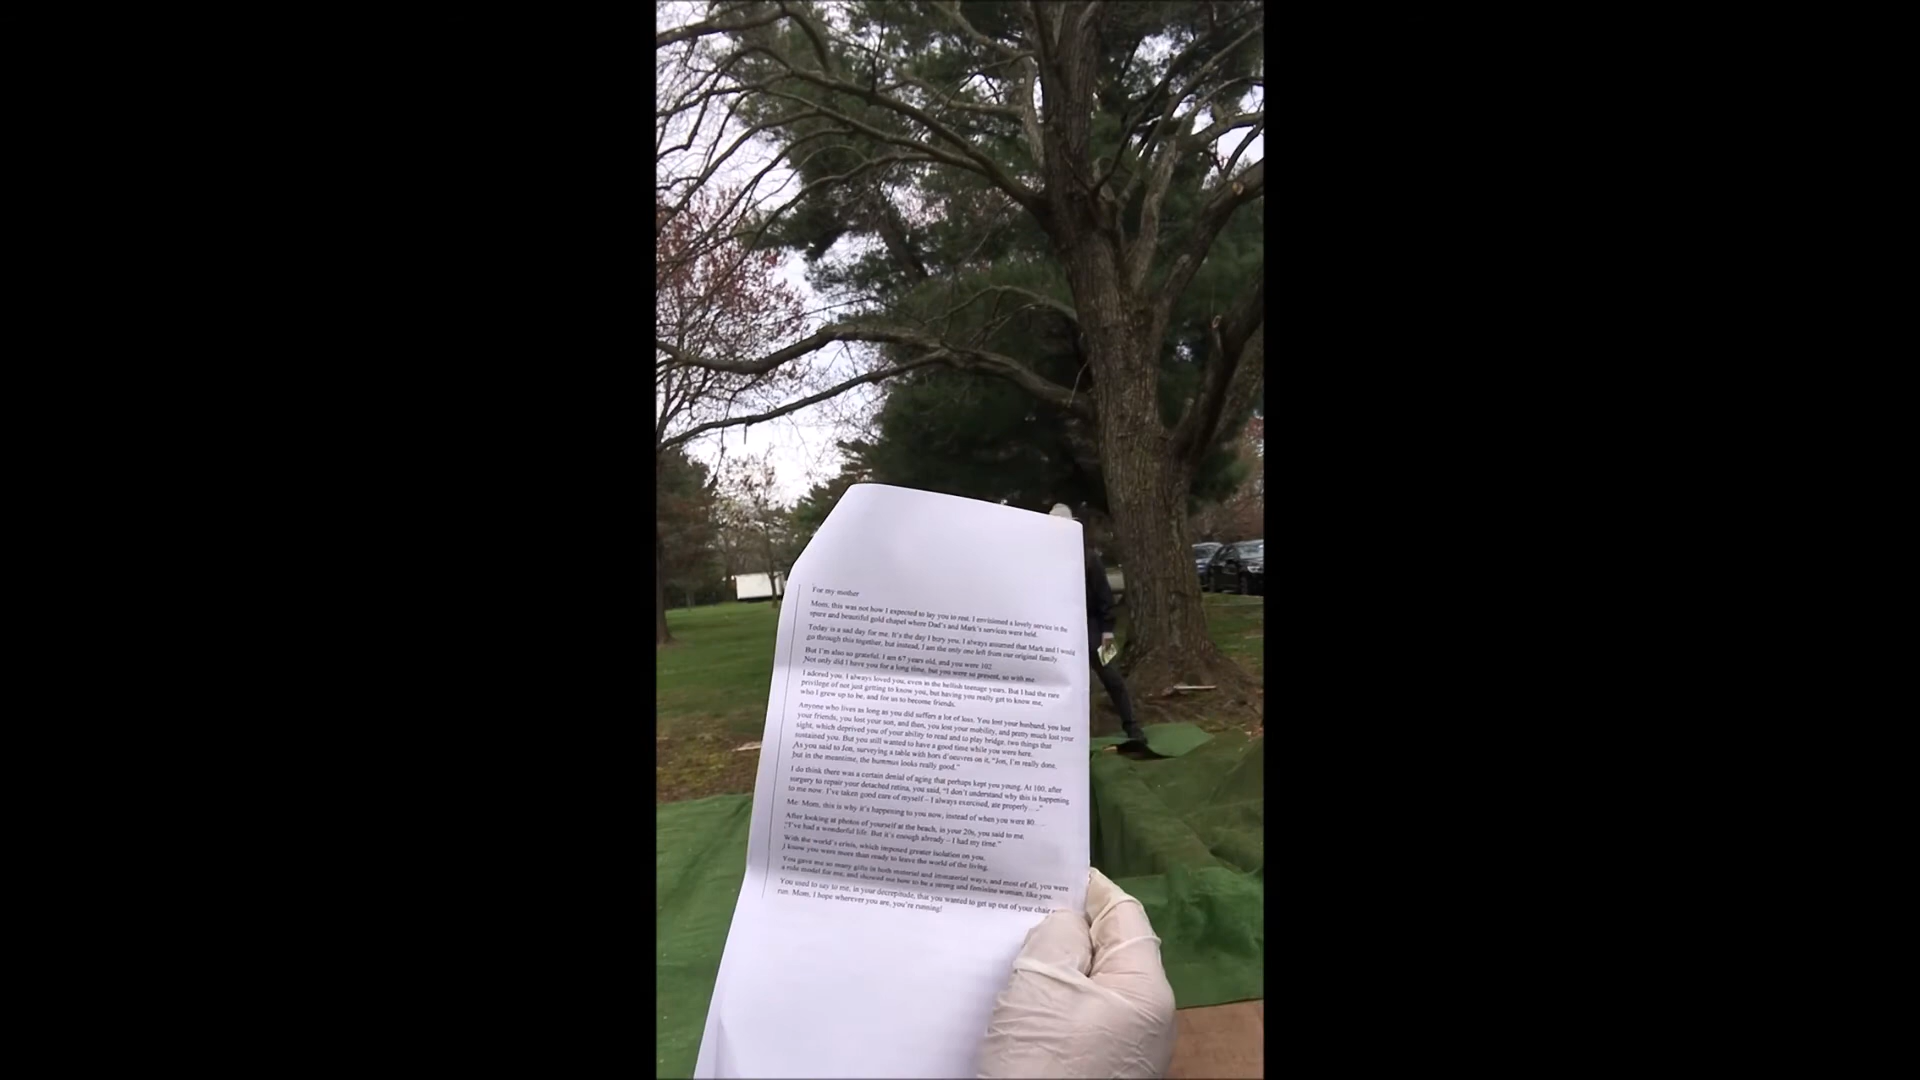 For my mother
Mom, this was not how I expected to lay you to rest. I envisioned a lovely service in the
spare and beautiful gold chapel where Dad's and Mark's services were held.
Today is a sad day for me. It's the day I bury you. I always assumed that Mark and I would
go through this together, but instead, I am the only one left from our original family.
But I'm also so grateful. I am 67 years old, and you were 102.
Not only did I have you for a long time, but you were so present, so with me.
I adored you. I always loved you, even in the hellish teenage years. But I had the rare
privilege of not just getting to know you, but having you really get to know me,
who I grew up to be, and for us to become friends.
Anyone who lives as long as you did suffers a lot of loss. You lost your husband, you lost
your friends, you lost your son, and then, you lost your mobility, and pretty much lost your
sight, which deprived you of your ability to read and to play bridge, two things that
sustained you. But you still wanted to have a good time while you were here.
As you said to Jon, surveying a table with hors d'oeuvres on it, "Jon, I'm really done,
but in the meantime, the hummus looks really good."
I do think there was a certain denial of aging that perhaps kept you young. At 100, after
surgery to repair your detached retina, you said, "I don't understand why this is happening
to me now. I've taken good care of myself – I always exercised, ate properly . . ."
Me: Mom, this is why it's happening to you now, instead of when you were 80 . . .
After looking at photos of yourself at the beach, in your 20s, you said to me,
"I've had a wonderful life. But it's enough already – I had my time."
With the world's crisis, which imposed greater isolation on you,
I know you were more than ready to leave the world of the living.
You gave me so many gifts in both material and immaterial ways, and most of all, you were
a role model for me, and showed me how to be a strong and feminine woman, like you.
You used to say to me, in your decrepitude, that you wanted to get up out of your chair
run. Mom, I hope wherever you are, you're running!